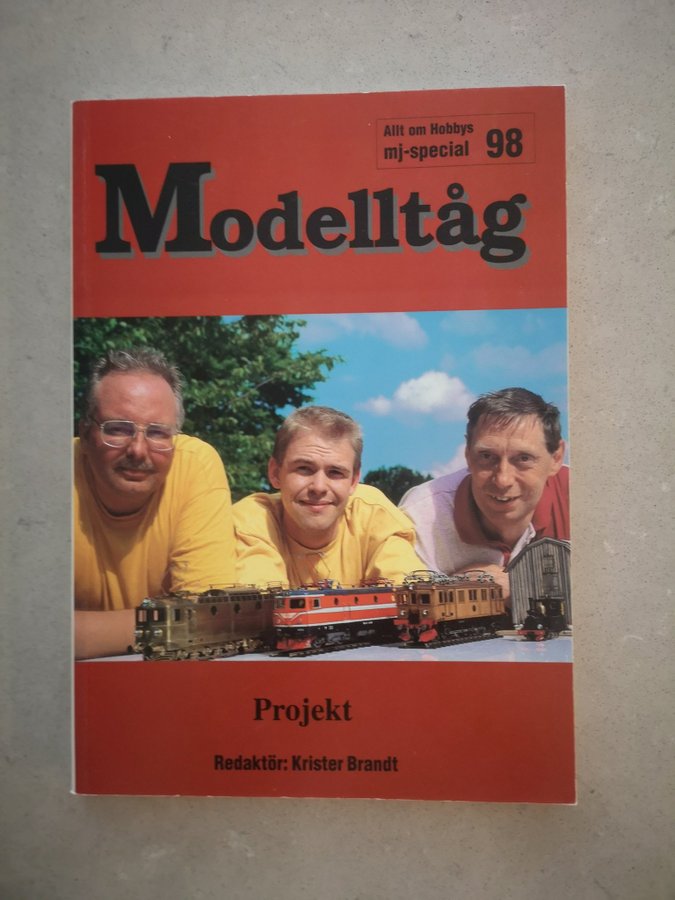 Allt om Hobbys
mj-special 98
Modelltåg
Projekt
Redaktör: Krister Brandt